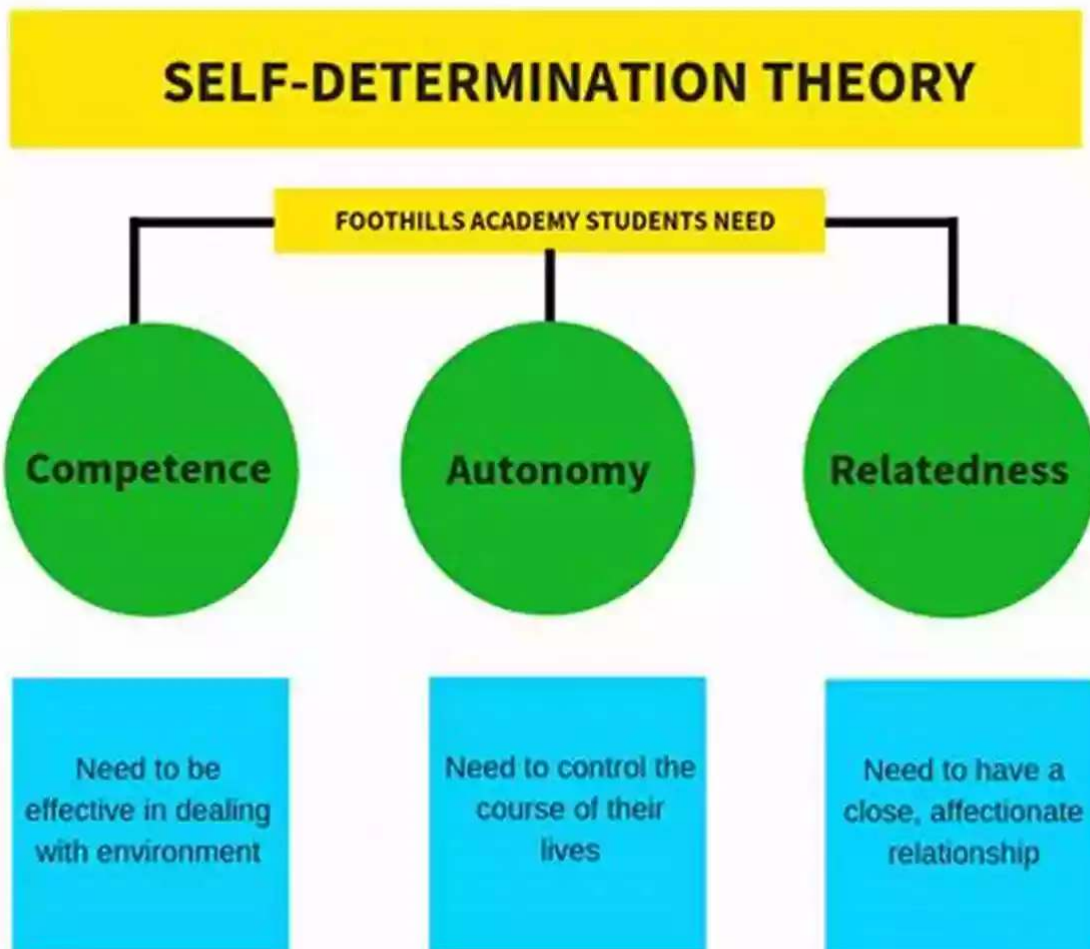 SELF-DETERMINATION THEORY
FOOTHILLS ACADEMY STUDENTS NEED
Competence
Autonomy
Relatedness
Need to be
effective in dealing
with environment
Need to control the
course of their
lives
Need to have a
close, affectionate
relationship